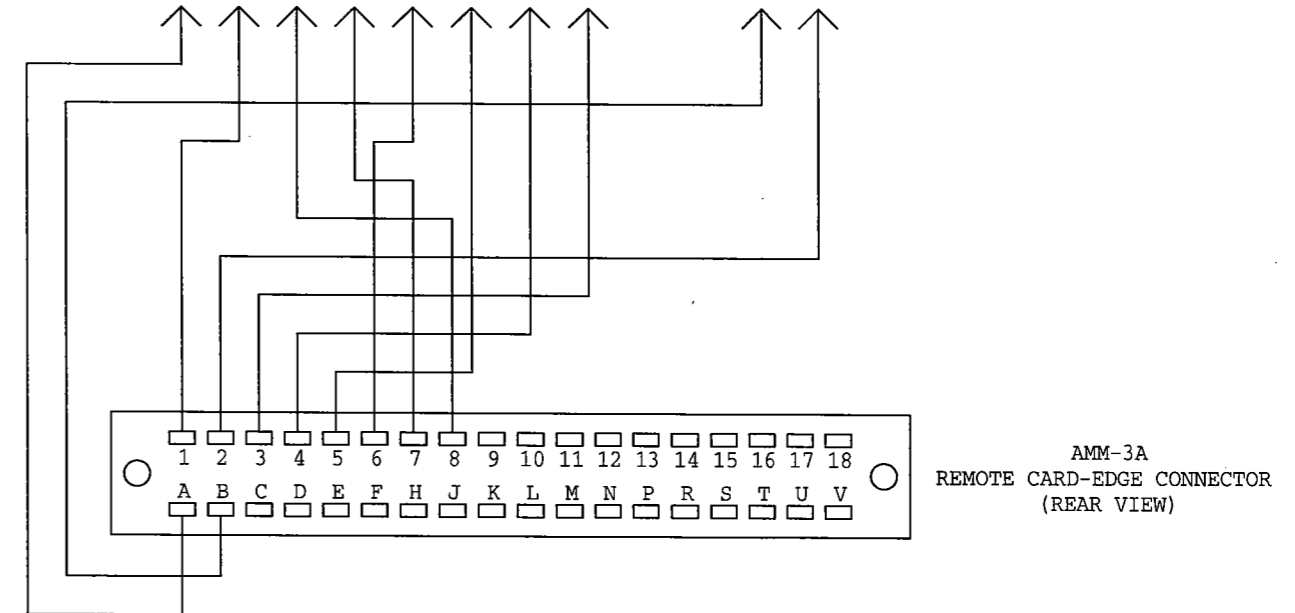 1 2 3 4 5 6 7 8 9 10 11 12 13 14 15 16 17 18
A B C D E F H J K L M N P R S T U V
AMM-3A
REMOTE CARD-EDGE CONNECTOR
(REAR VIEW)